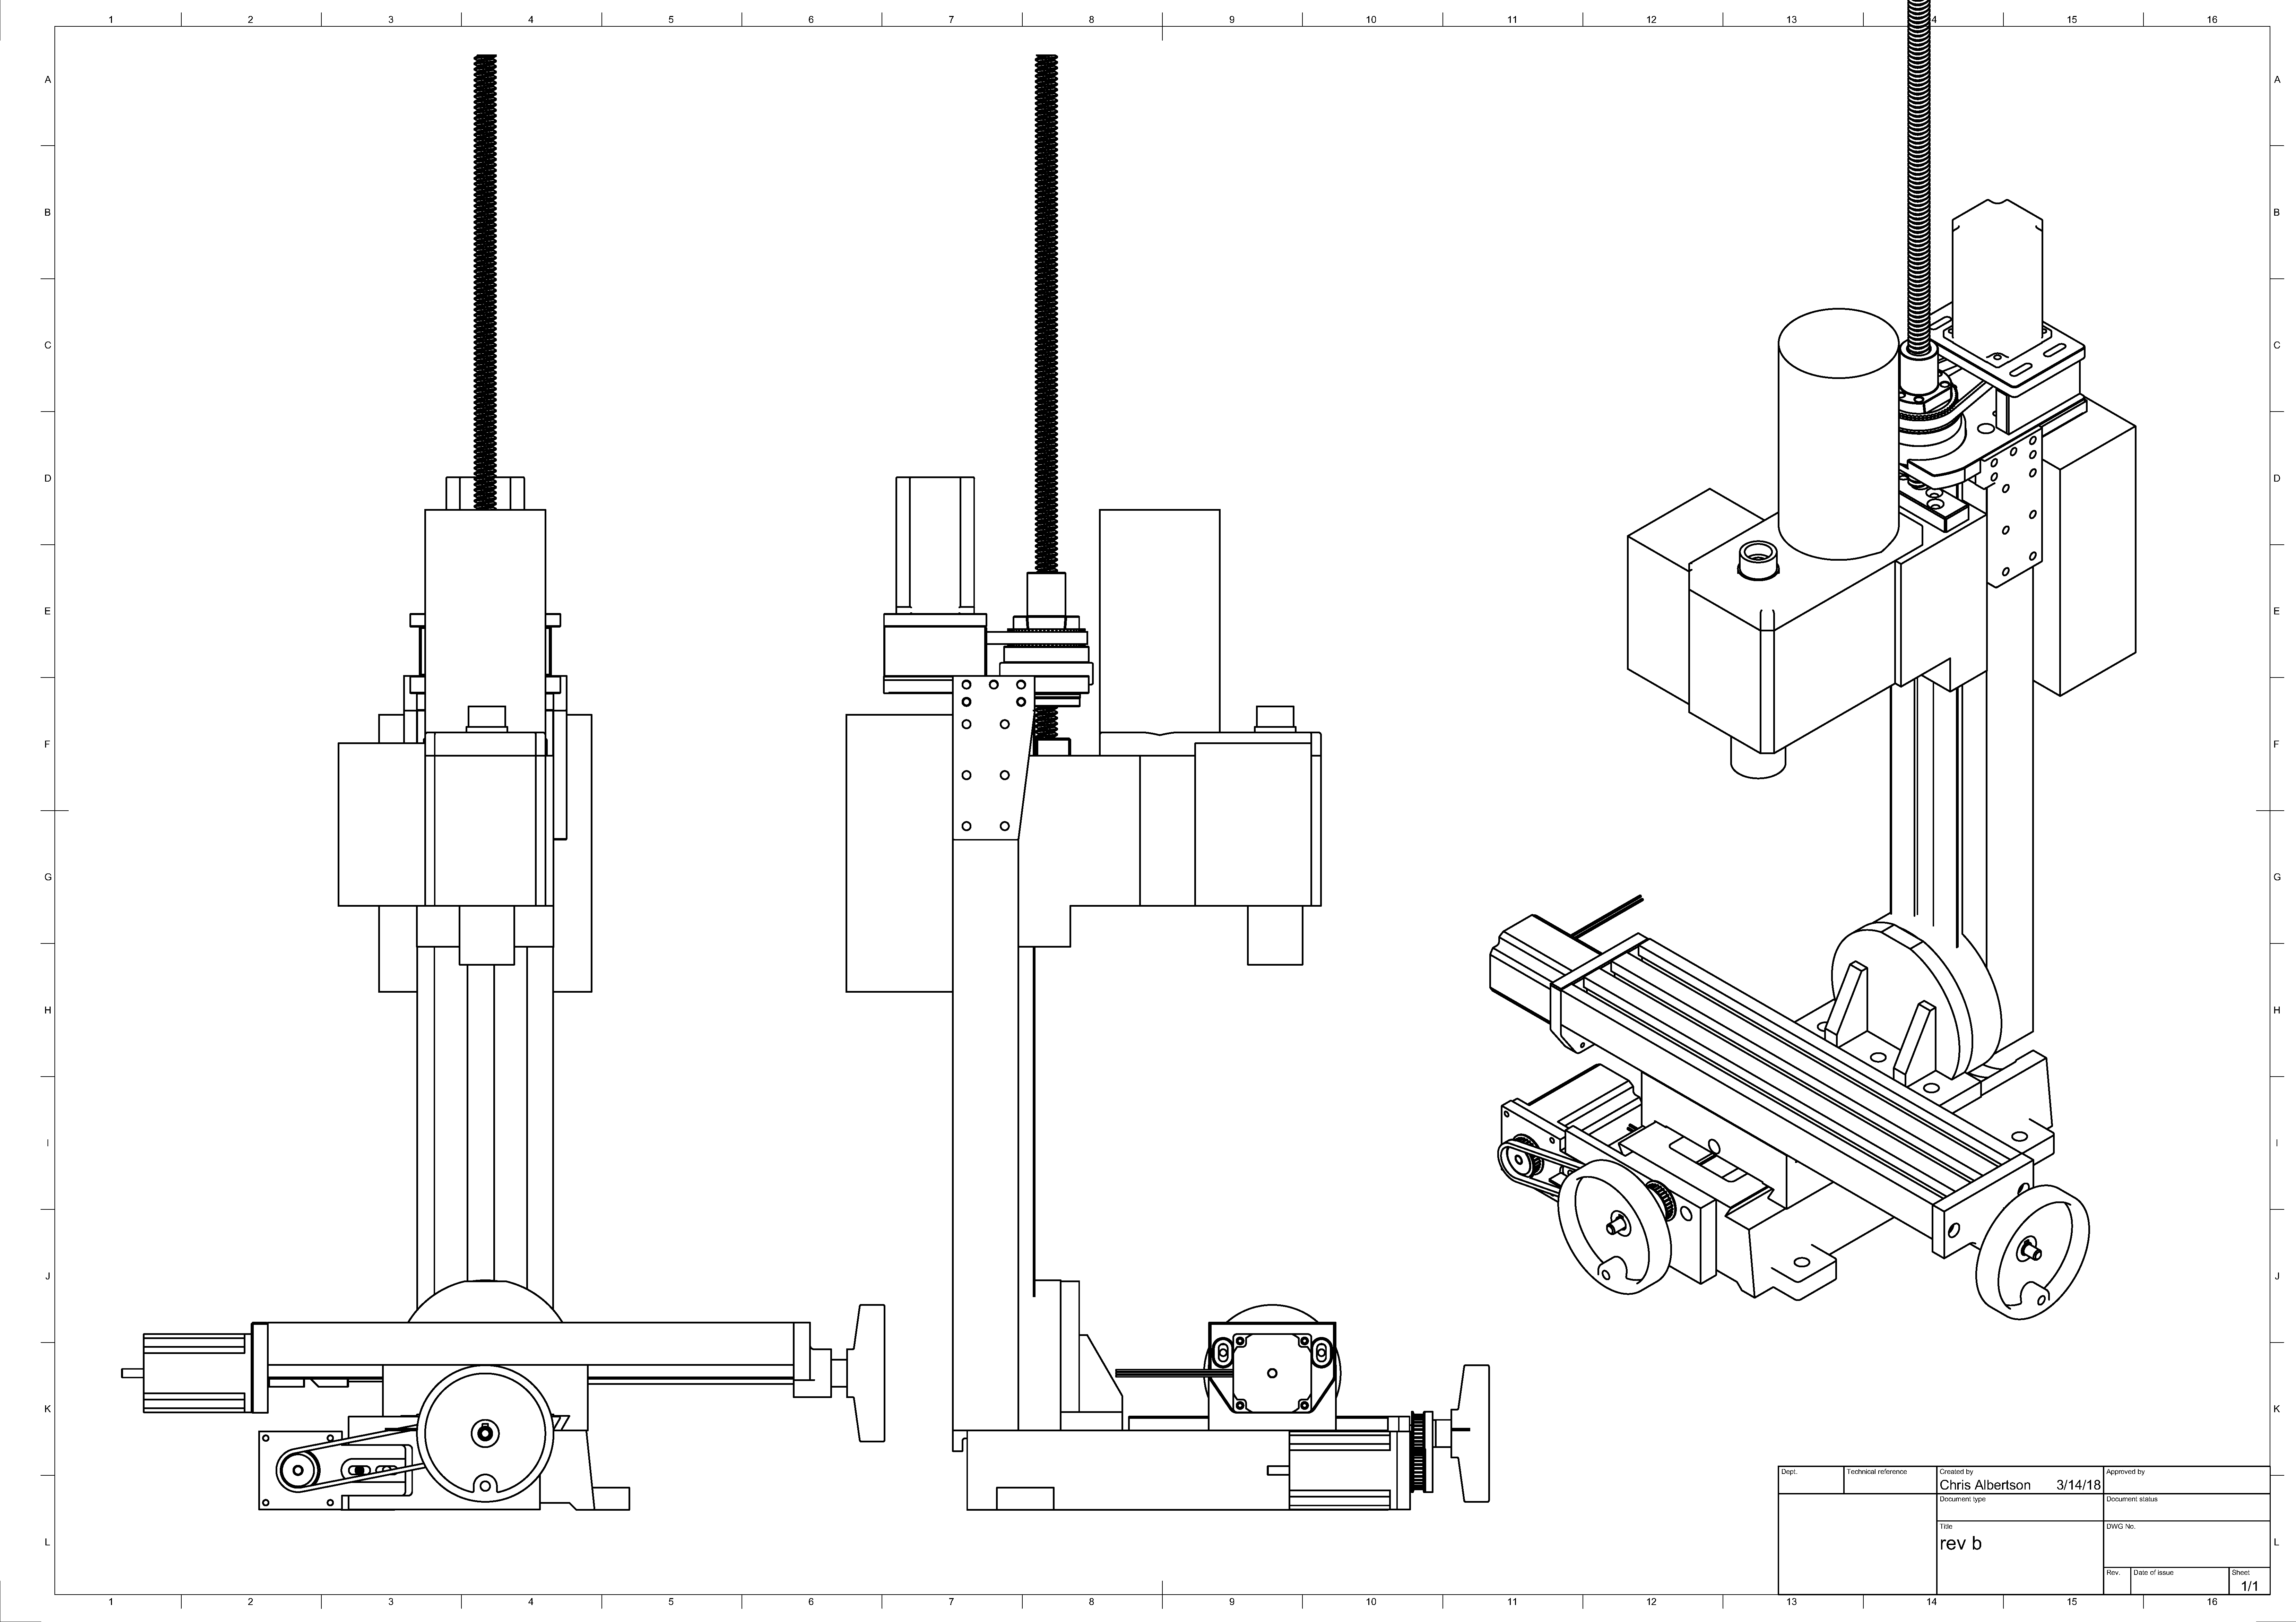 1 2 3 4 5 6 7 8 9 10 11 12 13 4 15 16
A A
B B
C C
D D
E E
F F
G G
H H
I I
J J
K K
L L
Dept. Technical reference Created by Approved by
Chris Albertson 3/14/18
Document type Document status
Title DWG No.
rev b
Rev. Date of issue Sheet
1/1
1 2 3 4 5 6 7 8 9 10 11 12 13 14 15 16